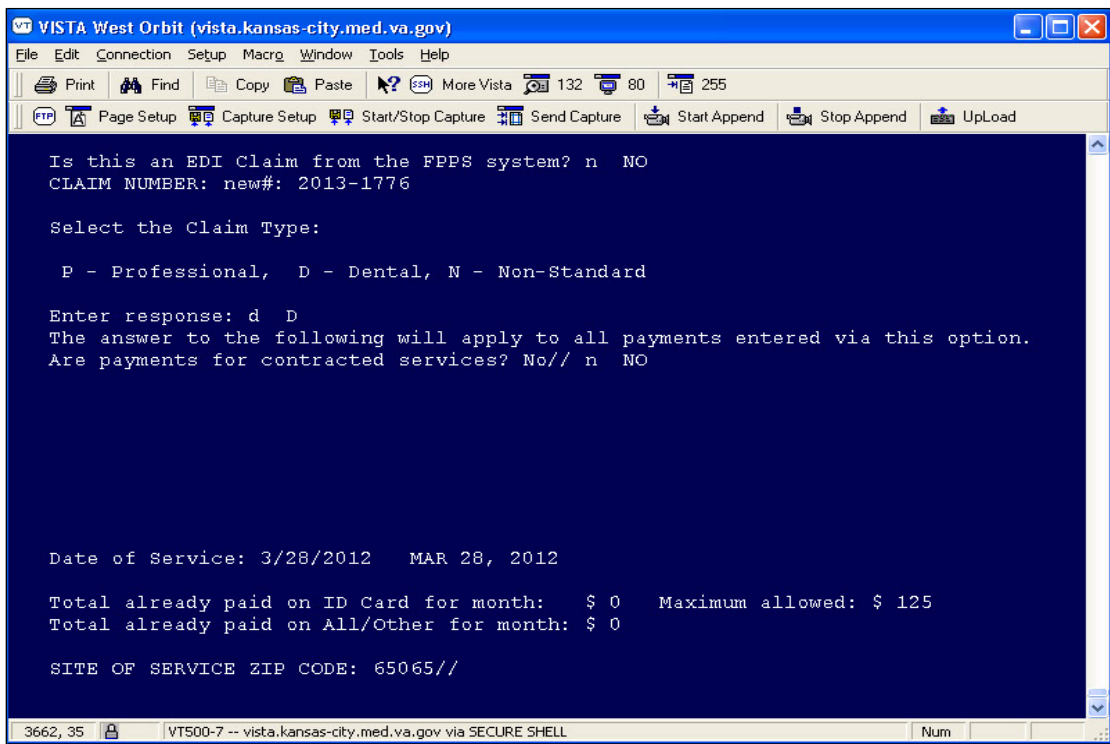 VISTA West Orbit (vista.kansas-city.med.va.gov)
File Edit Connection Setup Macro Window Tools Help
Print Find Copy Paste SSH More Vista 132 80 255
FTP Page Setup Capture Setup Start/Stop Capture Send Capture Start Append Stop Append UpLoad
Is this an EDI Claim from the FPPS system? n NO
CLAIM NUMBER: new#: 2013-1776
Select the Claim Type:
P - Professional, D - Dental, N - Non-Standard
Enter response: d D
The answer to the following will apply to all payments entered via this option.
Are payments for contracted services? No// n NO
Date of Service: 3/28/2012 MAR 28, 2012
Total already paid on ID Card for month: $ 0 Maximum allowed: $ 125
Total already paid on All/Other for month: $ 0
SITE OF SERVICE ZIP CODE: 65065//
3662, 35 VT500-7 -- vista.kansas-city.med.va.gov via SECURE SHELL Num